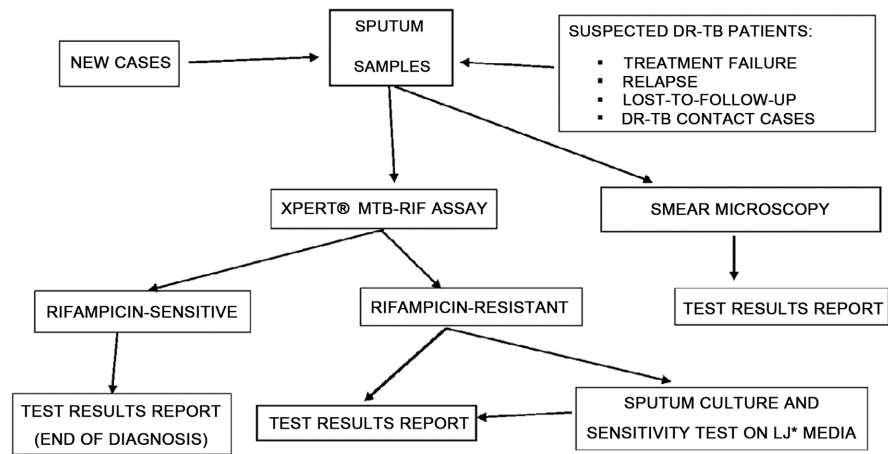 SPUTUM
SAMPLES
NEW CASES
SUSPECTED DR-TB PATIENTS:
▪ TREATMENT FAILURE
▪ RELAPSE
▪ LOST-TO-FOLLOW-UP
▪ DR-TB CONTACT CASES
XPERT® MTB-RIF ASSAY
SMEAR MICROSCOPY
RIFAMPICIN-SENSITIVE
RIFAMPICIN-RESISTANT
TEST RESULTS REPORT
TEST RESULTS REPORT
(END OF DIAGNOSIS)
TEST RESULTS REPORT
SPUTUM CULTURE AND
SENSITIVITY TEST ON LJ* MEDIA